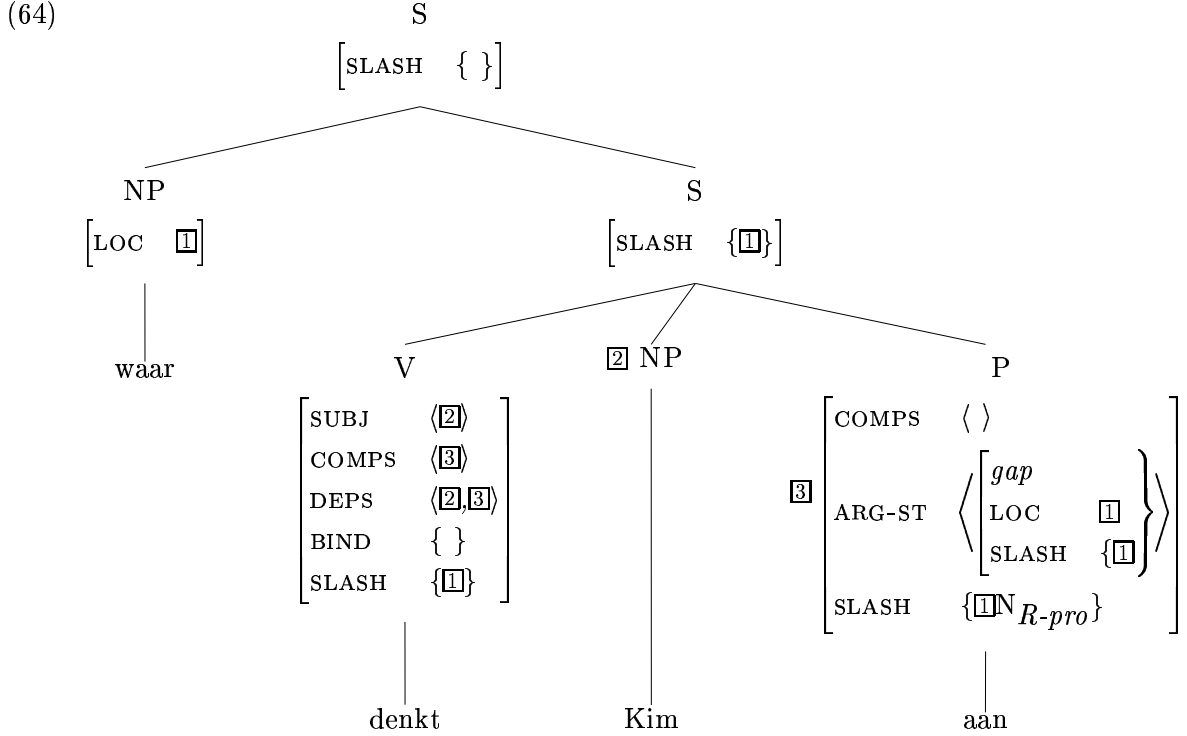 (64) S
[SLASH { }]
NP S
[LOC [1]] [SLASH {[1]}]
waar V [2] NP P
[SUBJ ⟨[2]⟩ COMPS ⟨ ⟩
COMPS ⟨[3]⟩ gap
DEPS ⟨[2],[3]⟩ [3] ARG-ST ⟨[LOC [1]
BIND { } SLASH {[1]}⟩
SLASH {[1]}] SLASH {[1]N R-pro}
denkt Kim aan